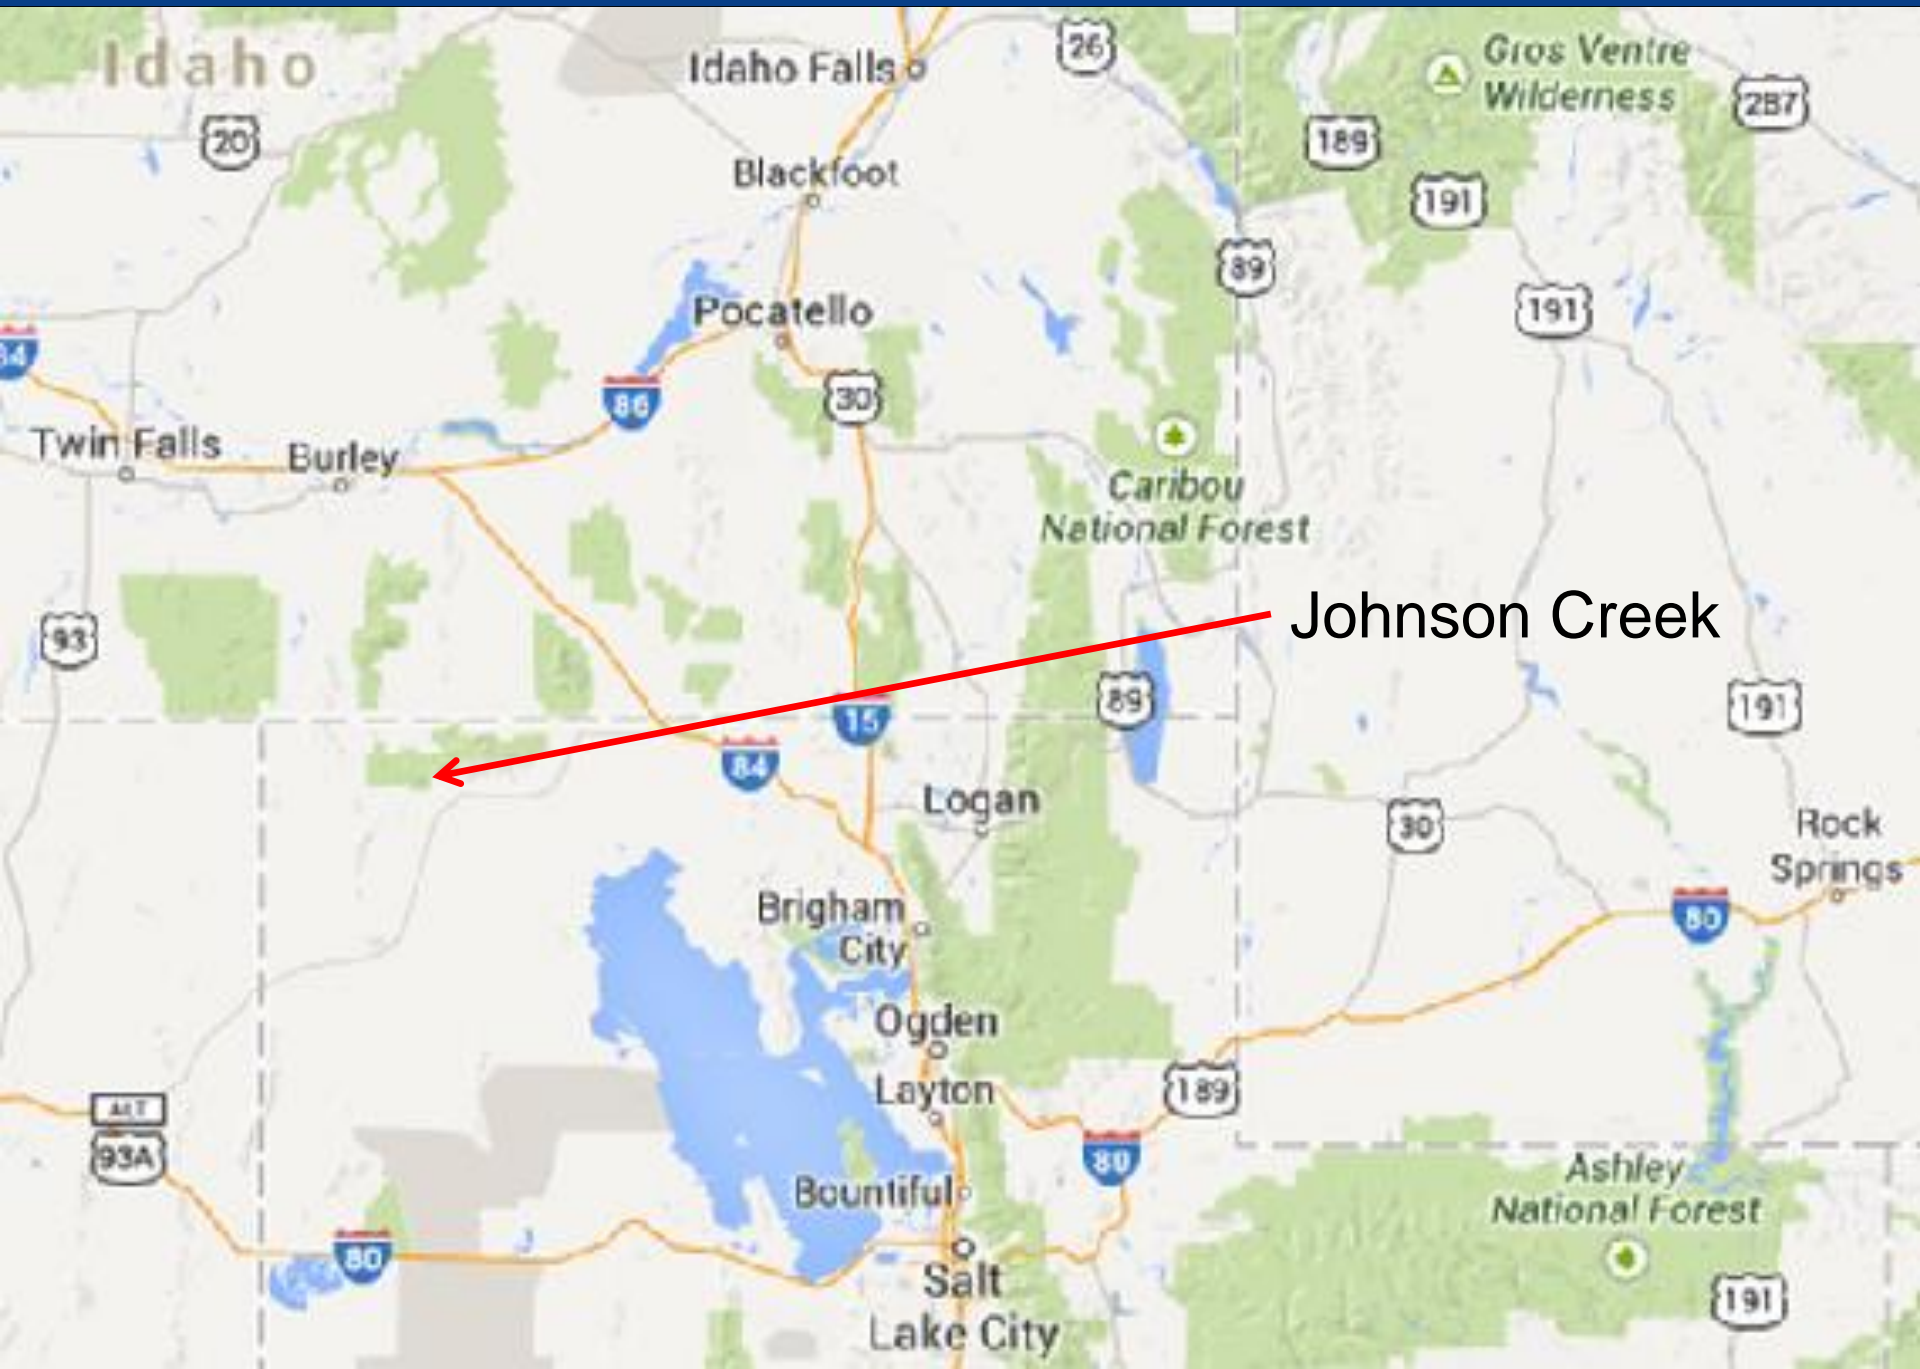 Idaho
Idaho Falls
26
Gros Ventre
Wilderness
287
20
189
Blackfoot
191
89
Pocatello
191
84
86
30
Twin Falls
Burley
Caribou
National Forest
93
Johnson Creek
89
191
15
84
Logan
30
Rock
Springs
Brigham
City
80
Ogden
Layton
189
ALT
93A
80
Bountiful
Ashley
National Forest
80
Salt
Lake City
191